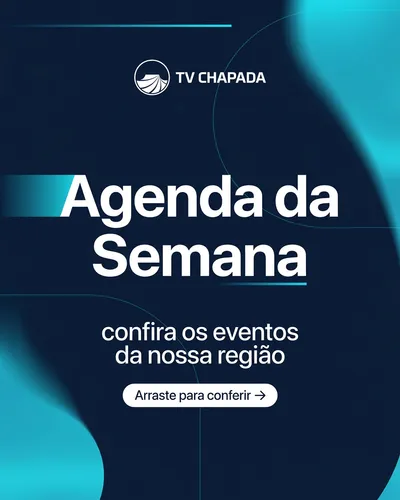 TV CHAPADA
Agenda da
Semana
confira os eventos
da nossa região
Arraste para conferir →